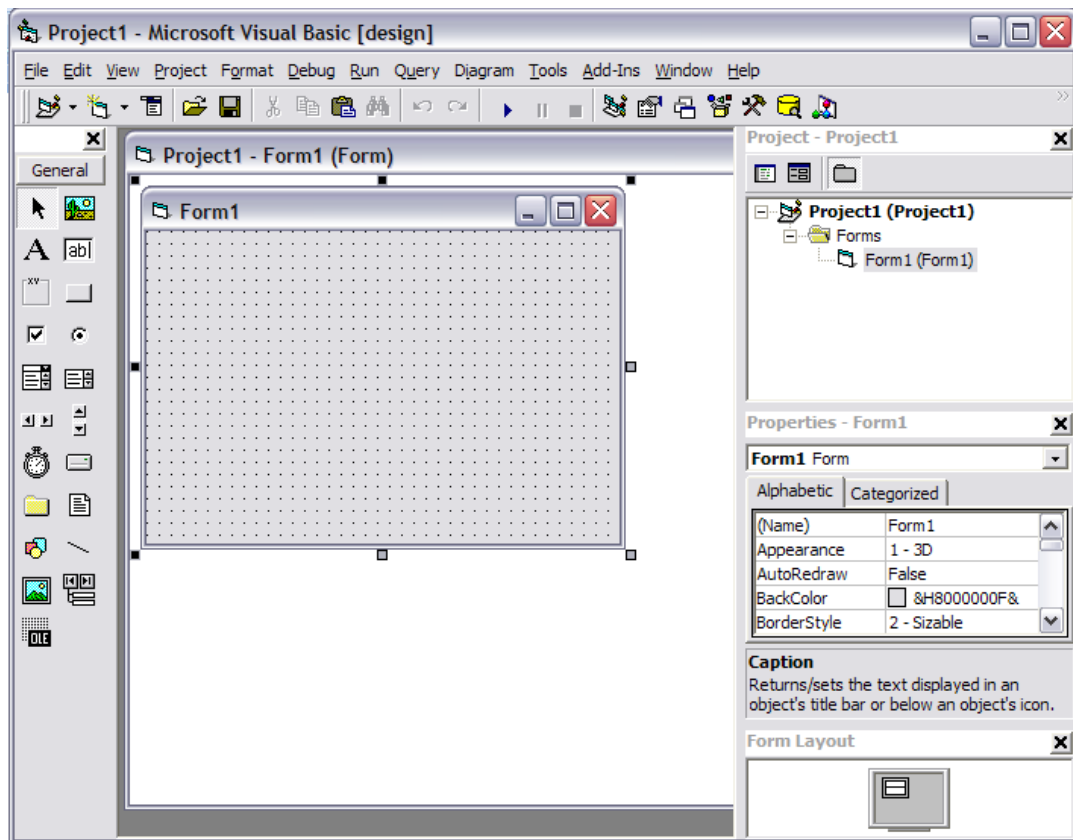 Project1 - Microsoft Visual Basic [design]
File Edit View Project Format Debug Run Query Diagram Tools Add-Ins Window Help
General
A
ab
XY
OLE
Project1 - Form1 (Form)
Form1
Project - Project1
Project1 (Project1)
Forms
Form1 (Form1)
Properties - Form1
Form1 Form
Alphabetic Categorized
(Name) Form1
Appearance 1 - 3D
AutoRedraw False
BackColor &H8000000F&
BorderStyle 2 - Sizable
Caption
Returns/sets the text displayed in an
object's title bar or below an object's icon.
Form Layout